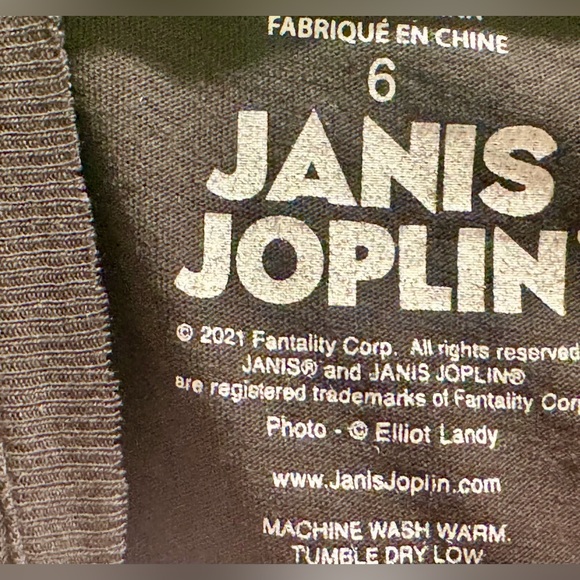 FABRIQUÉ EN CHINE
6
JANIS
JOPLIN
© 2021 Fantality Corp. All rights reserved
JANIS® and JANIS JOPLIN®
are registered trademarks of Fantality Corp
Photo - © Elliot Landy
www.JanisJoplin.com
MACHINE WASH WARM.
TUMBLE DRY LOW